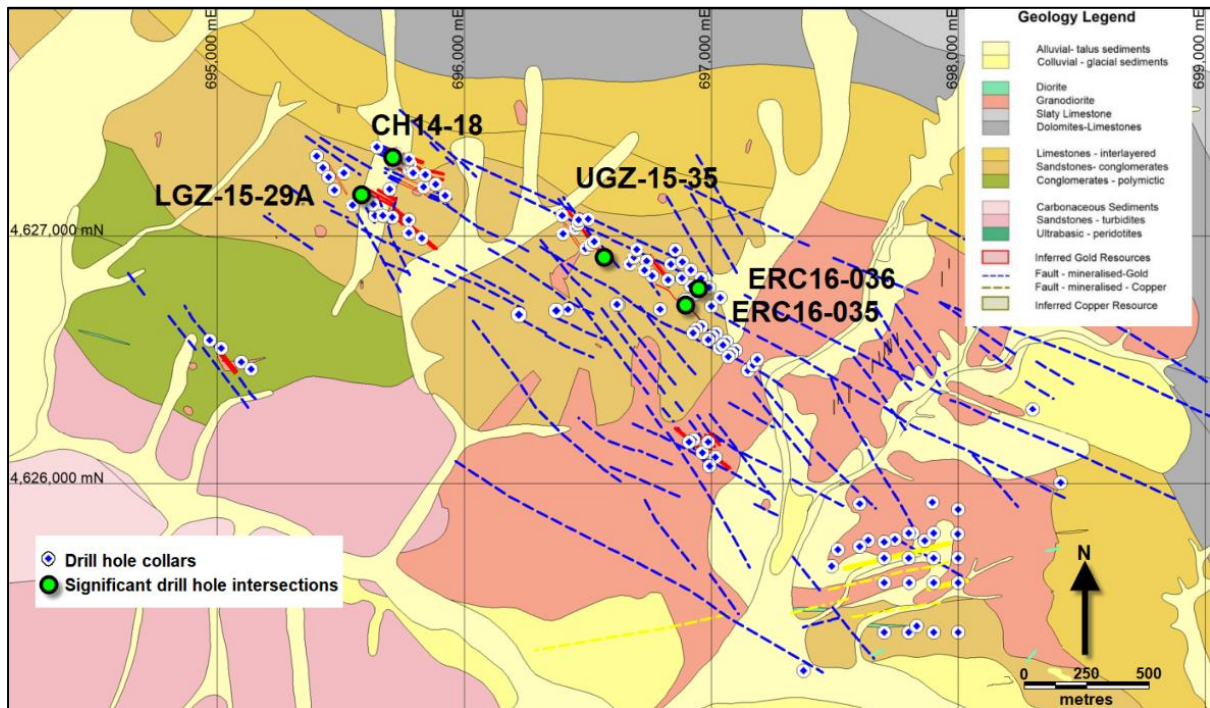 695,000 mE
696,000 mE
697,000 mE
698,000 mE
699,000 mE
Geology Legend
Alluvial- talus sediments
Colluvial - glacial sediments
Diorite
Granodiorite
Slaty Limestone
Dolomites-Limestones
Limestones - interlayered
Sandstones- conglomerates
Conglomerates - polymictic
Carbonaceous Sediments
Sandstones - turbidites
Ultrabasic - peridotites
Inferred Gold Resources
Fault - mineralised-Gold
Fault - mineralised - Copper
Inferred Copper Resource
CH14-18
LGZ-15-29A
UGZ-15-35
4,627,000 mN
ERC16-036
ERC16-035
4,626,000 mN
Drill hole collars
Significant drill hole intersections
N
0 250 500
metres